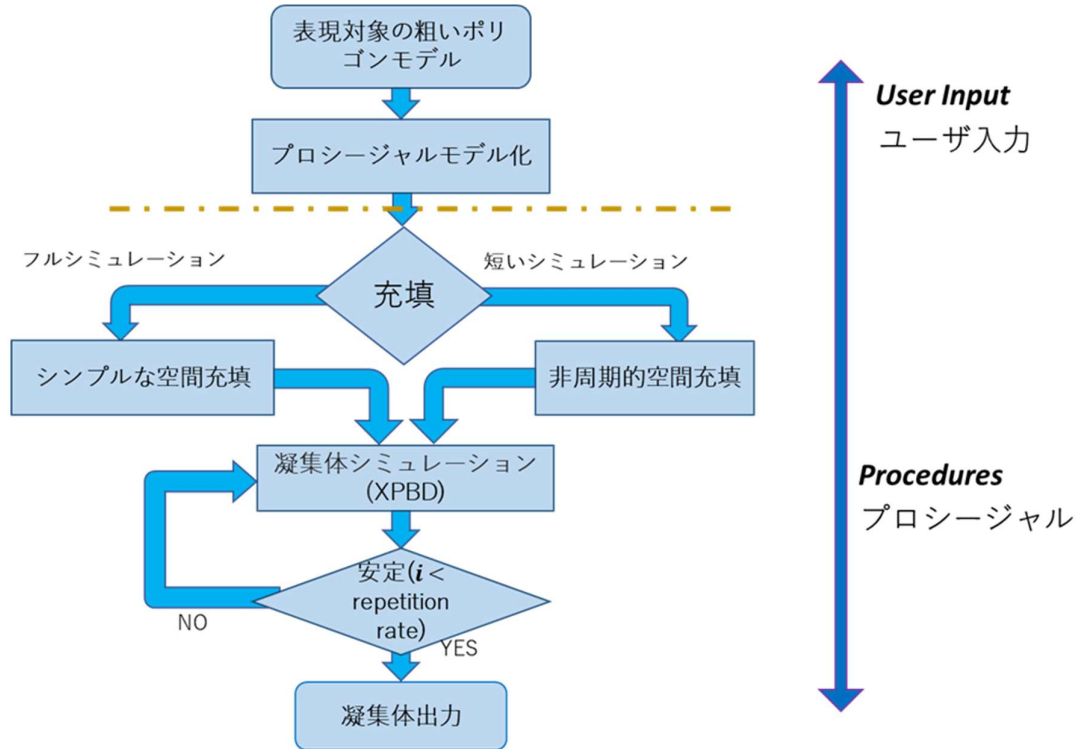 表現対象の粗いポリ
ゴンモデル
プロシージャルモデル化
User Input
ユーザ入力
フルシミュレーション
短いシミュレーション
充填
シンプルな空間充填
非周期的空間充填
凝集体シミュレーション
(XPBD)
Procedures
プロシージャル
安定(i <
repetition
rate)
NO
YES
凝集体出力